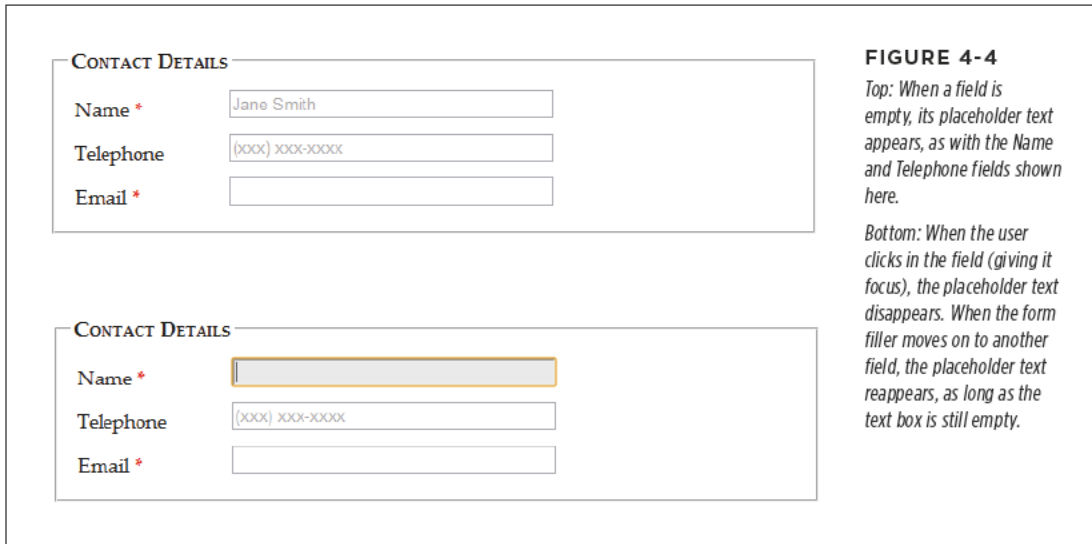 CONTACT DETAILS
Name *
Jane Smith
Telephone
(xxx) xxx-xxxx
Email *
CONTACT DETAILS
Name *
Telephone
(xxx) xxx-xxxx
Email *
FIGURE 4-4
Top: When a field is
empty, its placeholder text
appears, as with the Name
and Telephone fields shown
here.
Bottom: When the user
clicks in the field (giving it
focus), the placeholder text
disappears. When the form
filler moves on to another
field, the placeholder text
reappears, as long as the
text box is still empty.